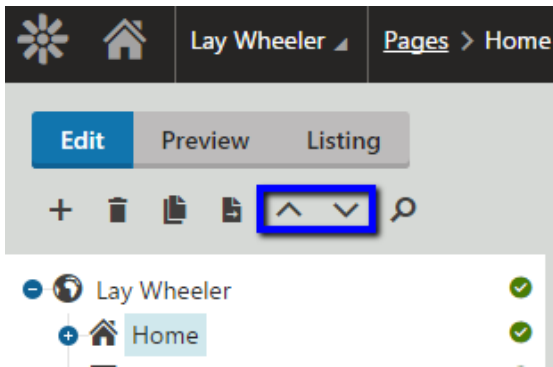 Lay Wheeler Pages > Home
Edit Preview Listing
Lay Wheeler
Home